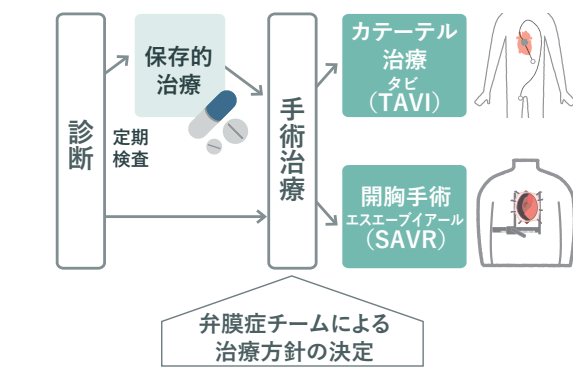 診断
定期
検査
保存的
治療
手術治療
カテーテル
治療
タビ
（TAVI）
開胸手術
エスエーブイアール
（SAVR）
弁膜症チームによる
治療方針の決定